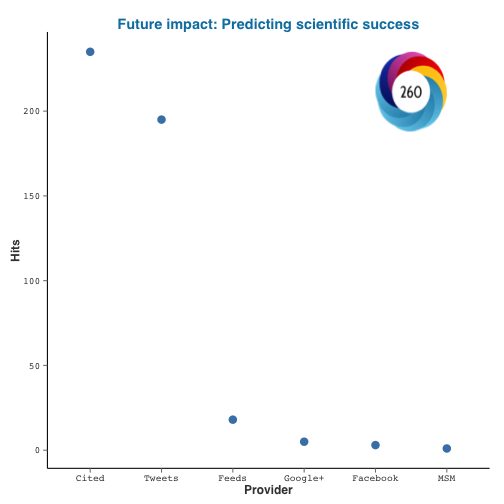 Future impact: Predicting scientific success
260
200
150
100
50
0
Hits
Cited Tweets Feeds Google+ Facebook MSM
Provider